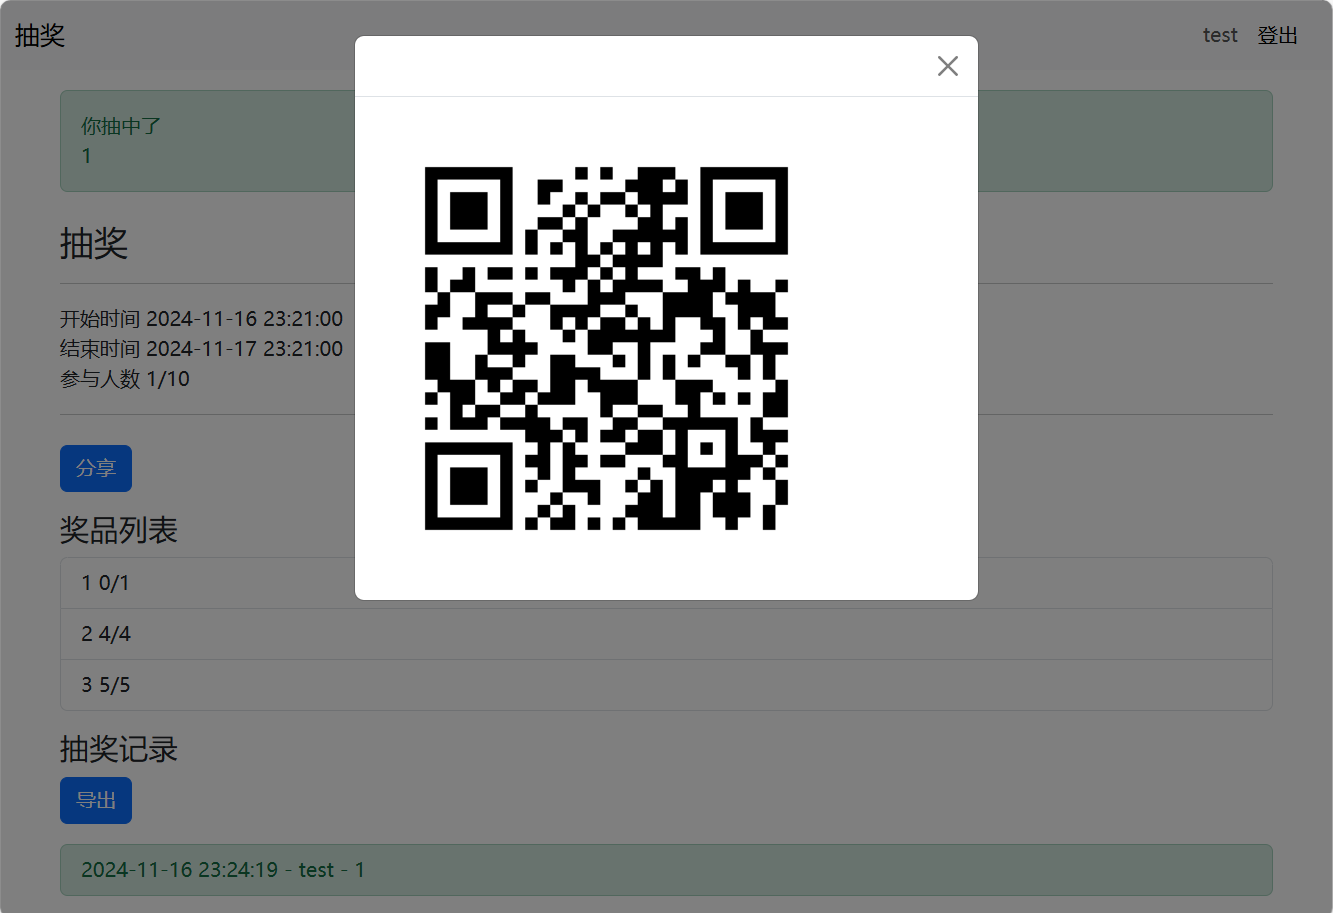 抽奖
test 登出
你抽中了
1
抽奖
开始时间 2024-11-16 23:21:00
结束时间 2024-11-17 23:21:00
参与人数 1/10
分享
奖品列表
1 0/1
2 4/4
3 5/5
抽奖记录
导出
2024-11-16 23:24:19 - test - 1